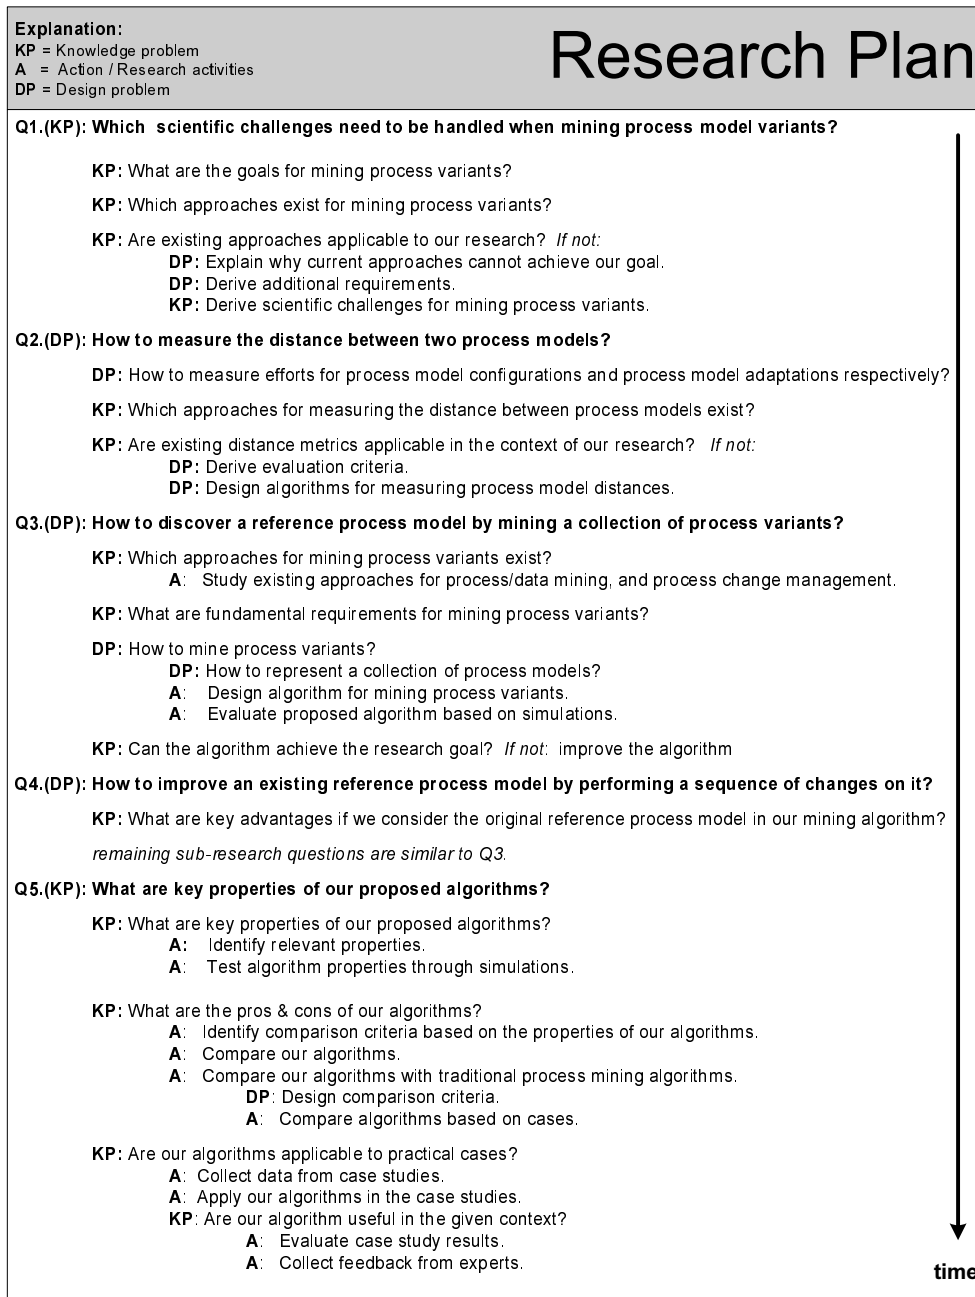 Explanation:
KP = Knowledge problem
A = Action / Research activities
DP = Design problem
Research Plan
Q1.(KP): Which scientific challenges need to be handled when mining process model variants?
KP: What are the goals for mining process variants?
KP: Which approaches exist for mining process variants?
KP: Are existing approaches applicable to our research? If not:
DP: Explain why current approaches cannot achieve our goal.
DP: Derive additional requirements.
KP: Derive scientific challenges for mining process variants.
Q2.(DP): How to measure the distance between two process models?
DP: How to measure efforts for process model configurations and process model adaptations respectively?
KP: Which approaches for measuring the distance between process models exist?
KP: Are existing distance metrics applicable in the context of our research? If not:
DP: Derive evaluation criteria.
DP: Design algorithms for measuring process model distances.
Q3.(DP): How to discover a reference process model by mining a collection of process variants?
KP: Which approaches for mining process variants exist?
A: Study existing approaches for process/data mining, and process change management.
KP: What are fundamental requirements for mining process variants?
DP: How to mine process variants?
DP: How to represent a collection of process models?
A: Design algorithm for mining process variants.
A: Evaluate proposed algorithm based on simulations.
KP: Can the algorithm achieve the research goal? If not: improve the algorithm
Q4.(DP): How to improve an existing reference process model by performing a sequence of changes on it?
KP: What are key advantages if we consider the original reference process model in our mining algorithm?
remaining sub-research questions are similar to Q3.
Q5.(KP): What are key properties of our proposed algorithms?
KP: What are key properties of our proposed algorithms?
A: Identify relevant properties.
A: Test algorithm properties through simulations.
KP: What are the pros & cons of our algorithms?
A: Identify comparison criteria based on the properties of our algorithms.
A: Compare our algorithms.
A: Compare our algorithms with traditional process mining algorithms.
DP: Design comparison criteria.
A: Compare algorithms based on cases.
KP: Are our algorithms applicable to practical cases?
A: Collect data from case studies.
A: Apply our algorithms in the case studies.
KP: Are our algorithm useful in the given context?
A: Evaluate case study results.
A: Collect feedback from experts.
time